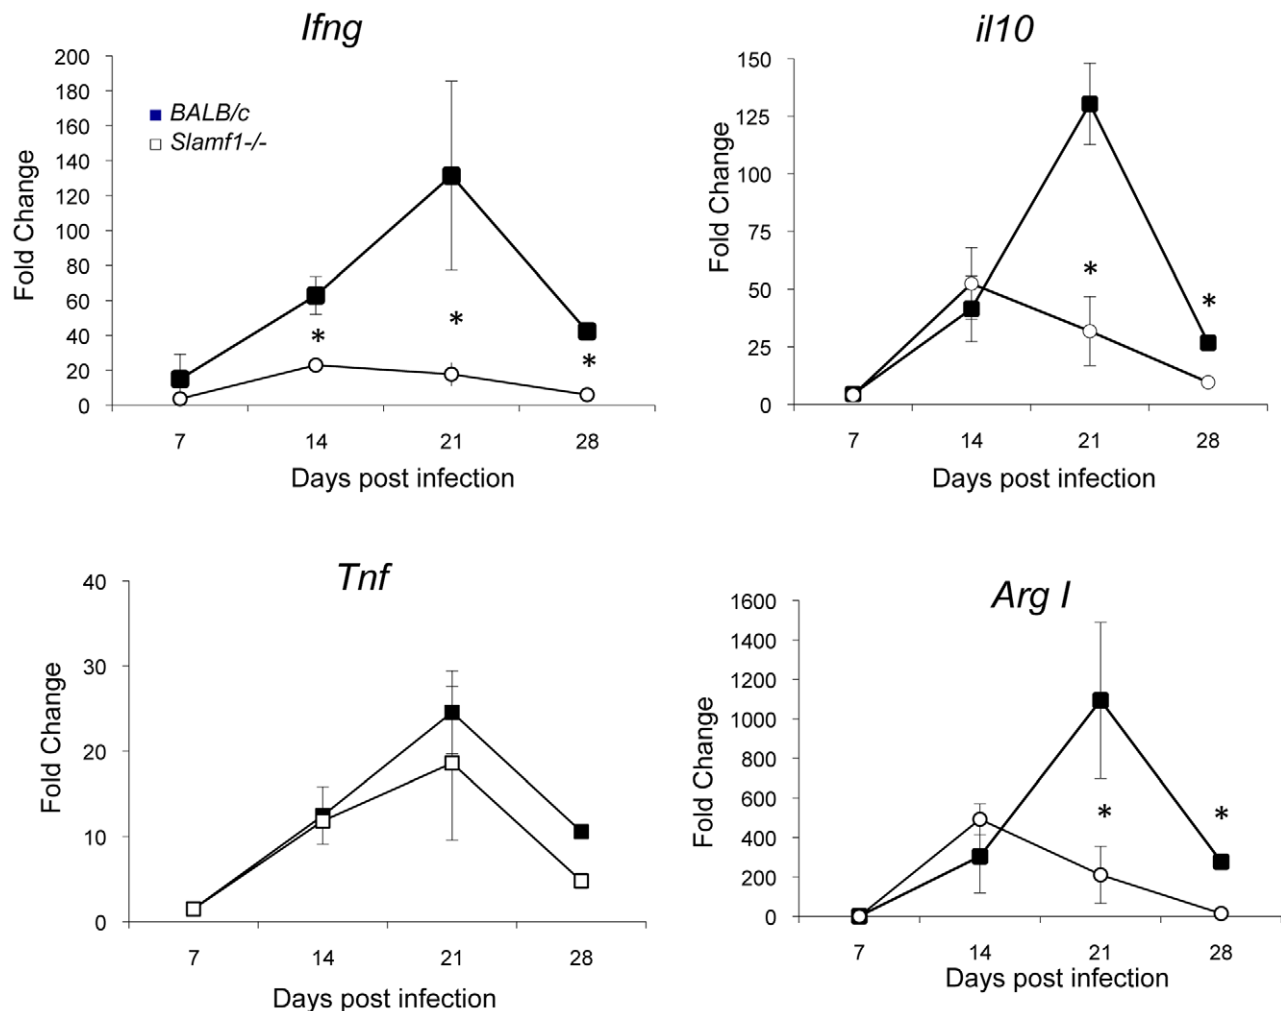 Ifng
200
180
160
140
120
100
80
60
40
20
0
Fold Change
BALB/c
Slamf1-/-
*
*
*
7 14 21 28
Days post infection
il10
150
125
100
75
50
25
0
Fold Change
*
*
7 14 21 28
Days post infection
Tnf
40
30
20
10
0
Fold Change
7 14 21 28
Days post infection
Arg I
1600
1400
1200
1000
800
600
400
200
0
Fold Change
*
*
7 14 21 28
Days post infection